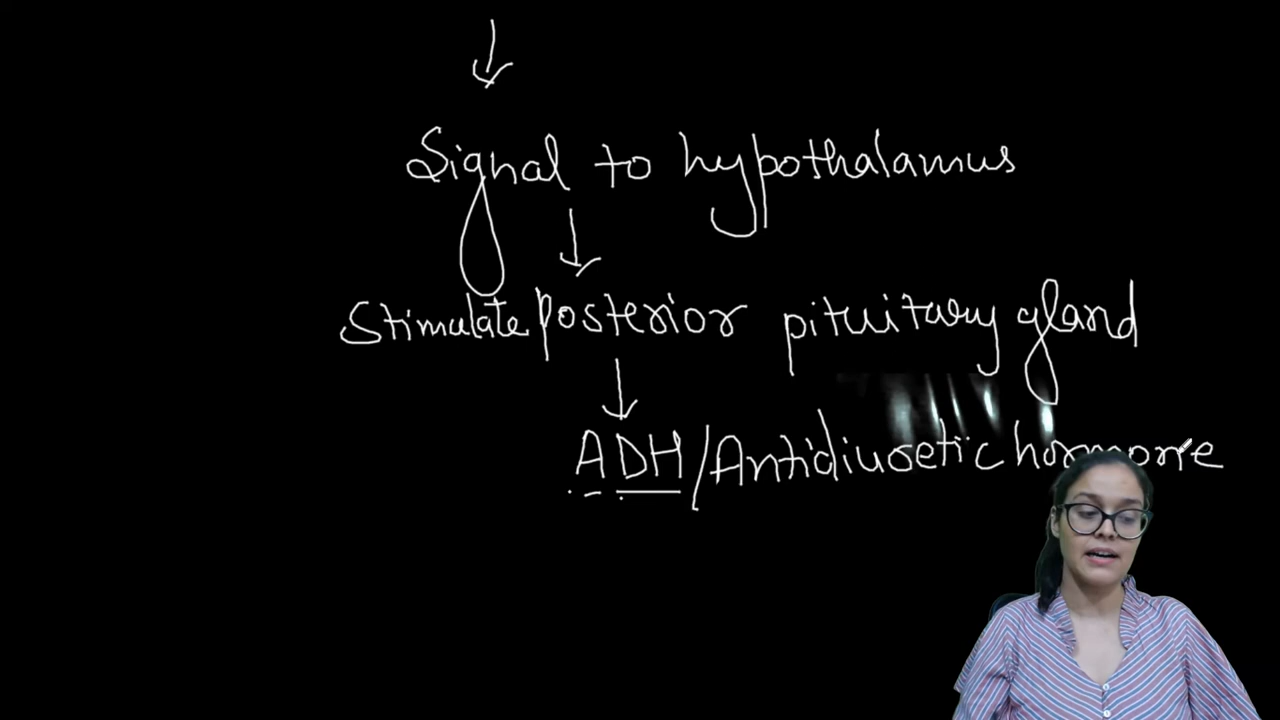 Signal to hypothalamus
Stimulate posterior pituitary gland
ADH/Antidiuretic hormone